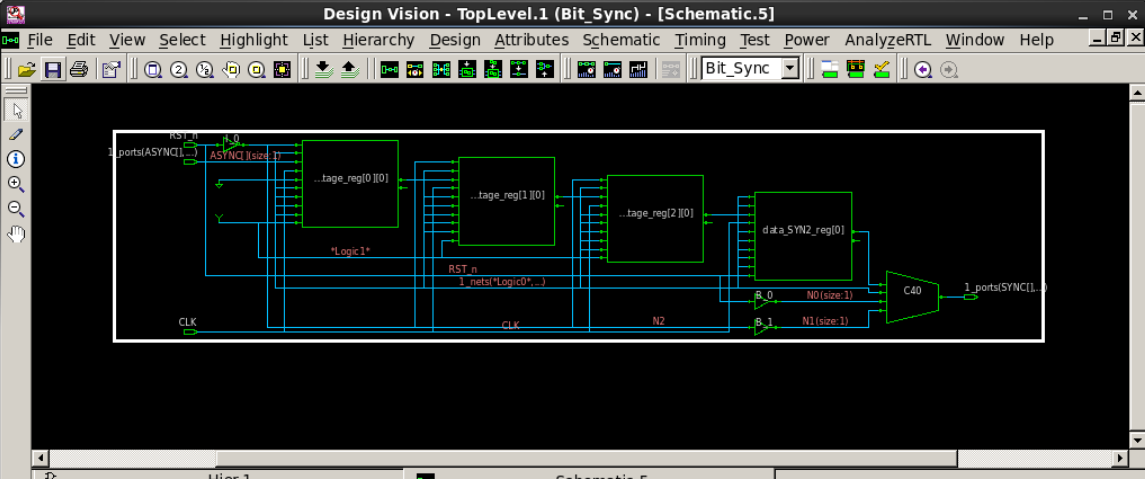 Design Vision - TopLevel.1 (Bit_Sync) - [Schematic.5]
File Edit View Select Highlight List Hierarchy Design Attributes Schematic Timing Test Power AnalyzeRTL Window Help
Bit_Sync
RST_n
I_0
1_ports(ASYNC[],...)
ASYNC[](size:1)
...tage_reg[0][0]
...tage_reg[1][0]
...tage_reg[2][0]
data_SYN2_reg[0]
*Logic1*
RST_n
1_nets(*Logic0*,...)
B_0
N0(size:1)
C40
1_ports(SYNC[],...)
CLK
CLK
N2
B_1
N1(size:1)
Hier.1
Schematic.5